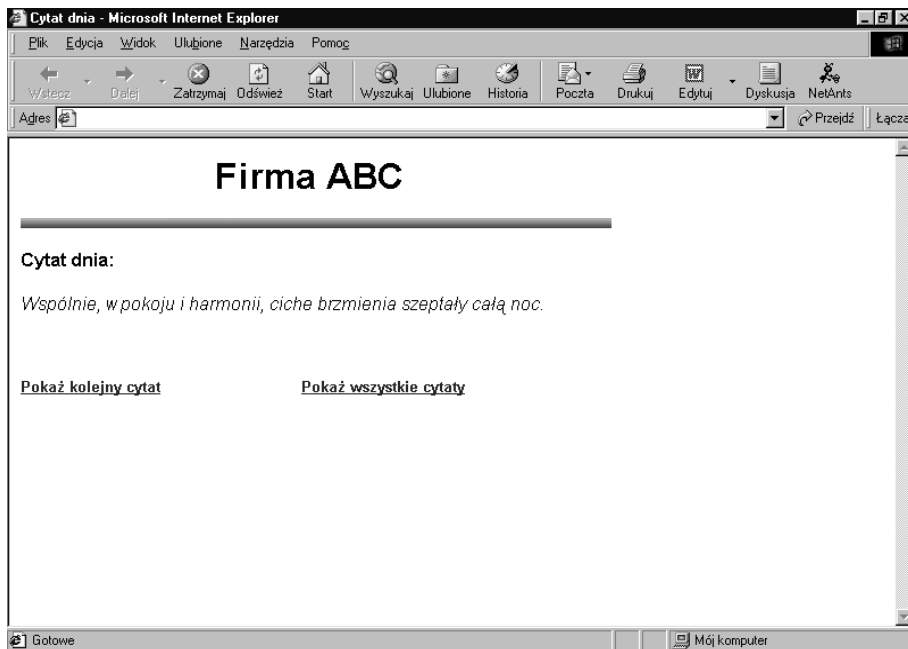 Cytat dnia - Microsoft Internet Explorer
Plik Edycja Widok Ulubione Narzędzia Pomoc
Wstecz Dalej Zatrzymaj Odśwież Start Wyszukaj Ulubione Historia Poczta Drukuj Edytuj Dyskusja NetAnts
Adres Przejdź Łącza
Firma ABC
Cytat dnia:
Wspólnie, w pokoju i harmonii, ciche brzmienia szeptały całą noc.
Pokaż kolejny cytat Pokaż wszystkie cytaty
Gotowe Mój komputer